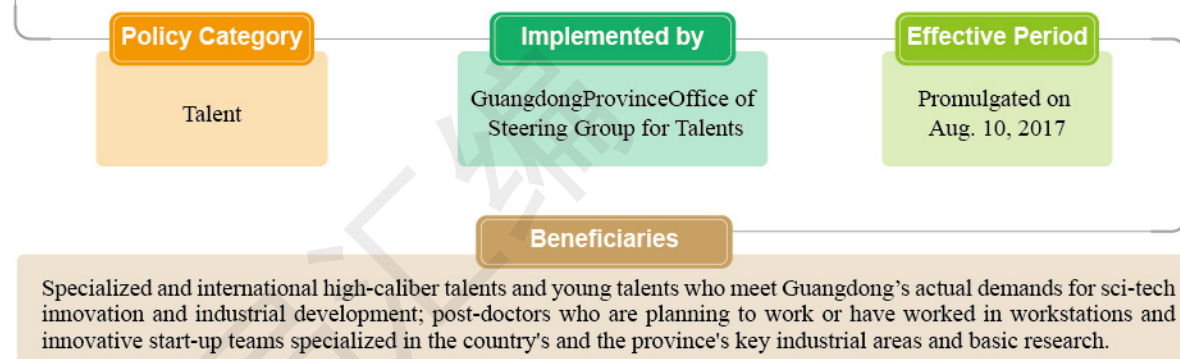 Policy Category
Implemented by
Effective Period
Talent
GuangdongProvinceOffice of
Steering Group for Talents
Promulgated on
Aug. 10, 2017
Beneficiaries
Specialized and international high-caliber talents and young talents who meet Guangdong's actual demands for sci-tech
innovation and industrial development; post-doctors who are planning to work or have worked in workstations and
innovative start-up teams specialized in the country's and the province's key industrial areas and basic research.
汇编